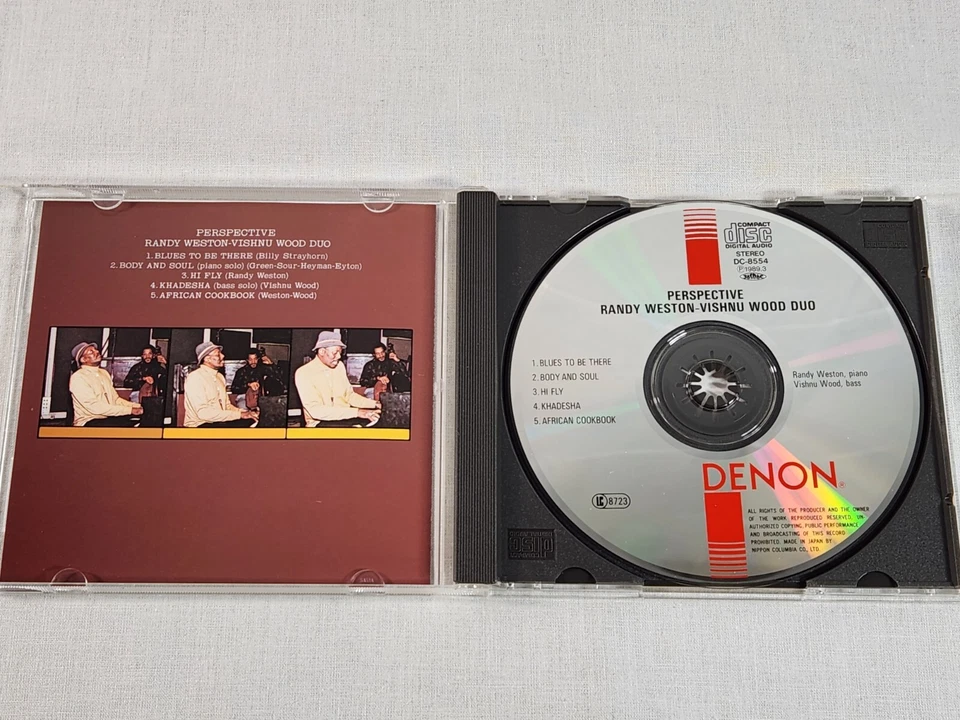 PERSPECTIVE
RANDY WESTON-VISHNU WOOD DUO
1. BLUES TO BE THERE (Billy Strayhorn)
2. BODY AND SOUL (piano solo) (Green-Sour-Heyman-Eyton)
3. HI FLY (Randy Weston)
4. KHADESHA (bass solo) (Vishnu Wood)
5. AFRICAN COOKBOOK (Weston-Wood)
COMPACT
disc
DIGITAL AUDIO
STEREO
DC-8554
Ⓟ1989.3
PERSPECTIVE
RANDY WESTON-VISHNU WOOD DUO
1. BLUES TO BE THERE
2. BODY AND SOUL
3. HI FLY
4. KHADESHA
5. AFRICAN COOKBOOK
Randy Weston, piano
Vishnu Wood, bass
DENON®
LC 8723
ALL RIGHTS OF THE PRODUCER AND THE OWNER
OF THE WORK REPRODUCED RESERVED. UN-
AUTHORIZED COPYING, PUBLIC PERFORMANCE
AND BROADCASTING OF THIS RECORD
PROHIBITED. MADE IN JAPAN BY
NIPPON COLUMBIA CO., LTD.